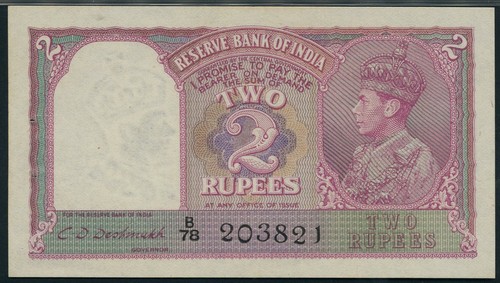 2
RESERVE BANK OF INDIA
2
I PROMISE TO PAY THE
BEARER ON DEMAND
THE SUM OF
TWO
2
RUPEES
AT ANY OFFICE OF ISSUE
FOR THE RESERVE BANK OF INDIA
C D Deshmukh
GOVERNOR
B/78 203821
TWO
RUPEES